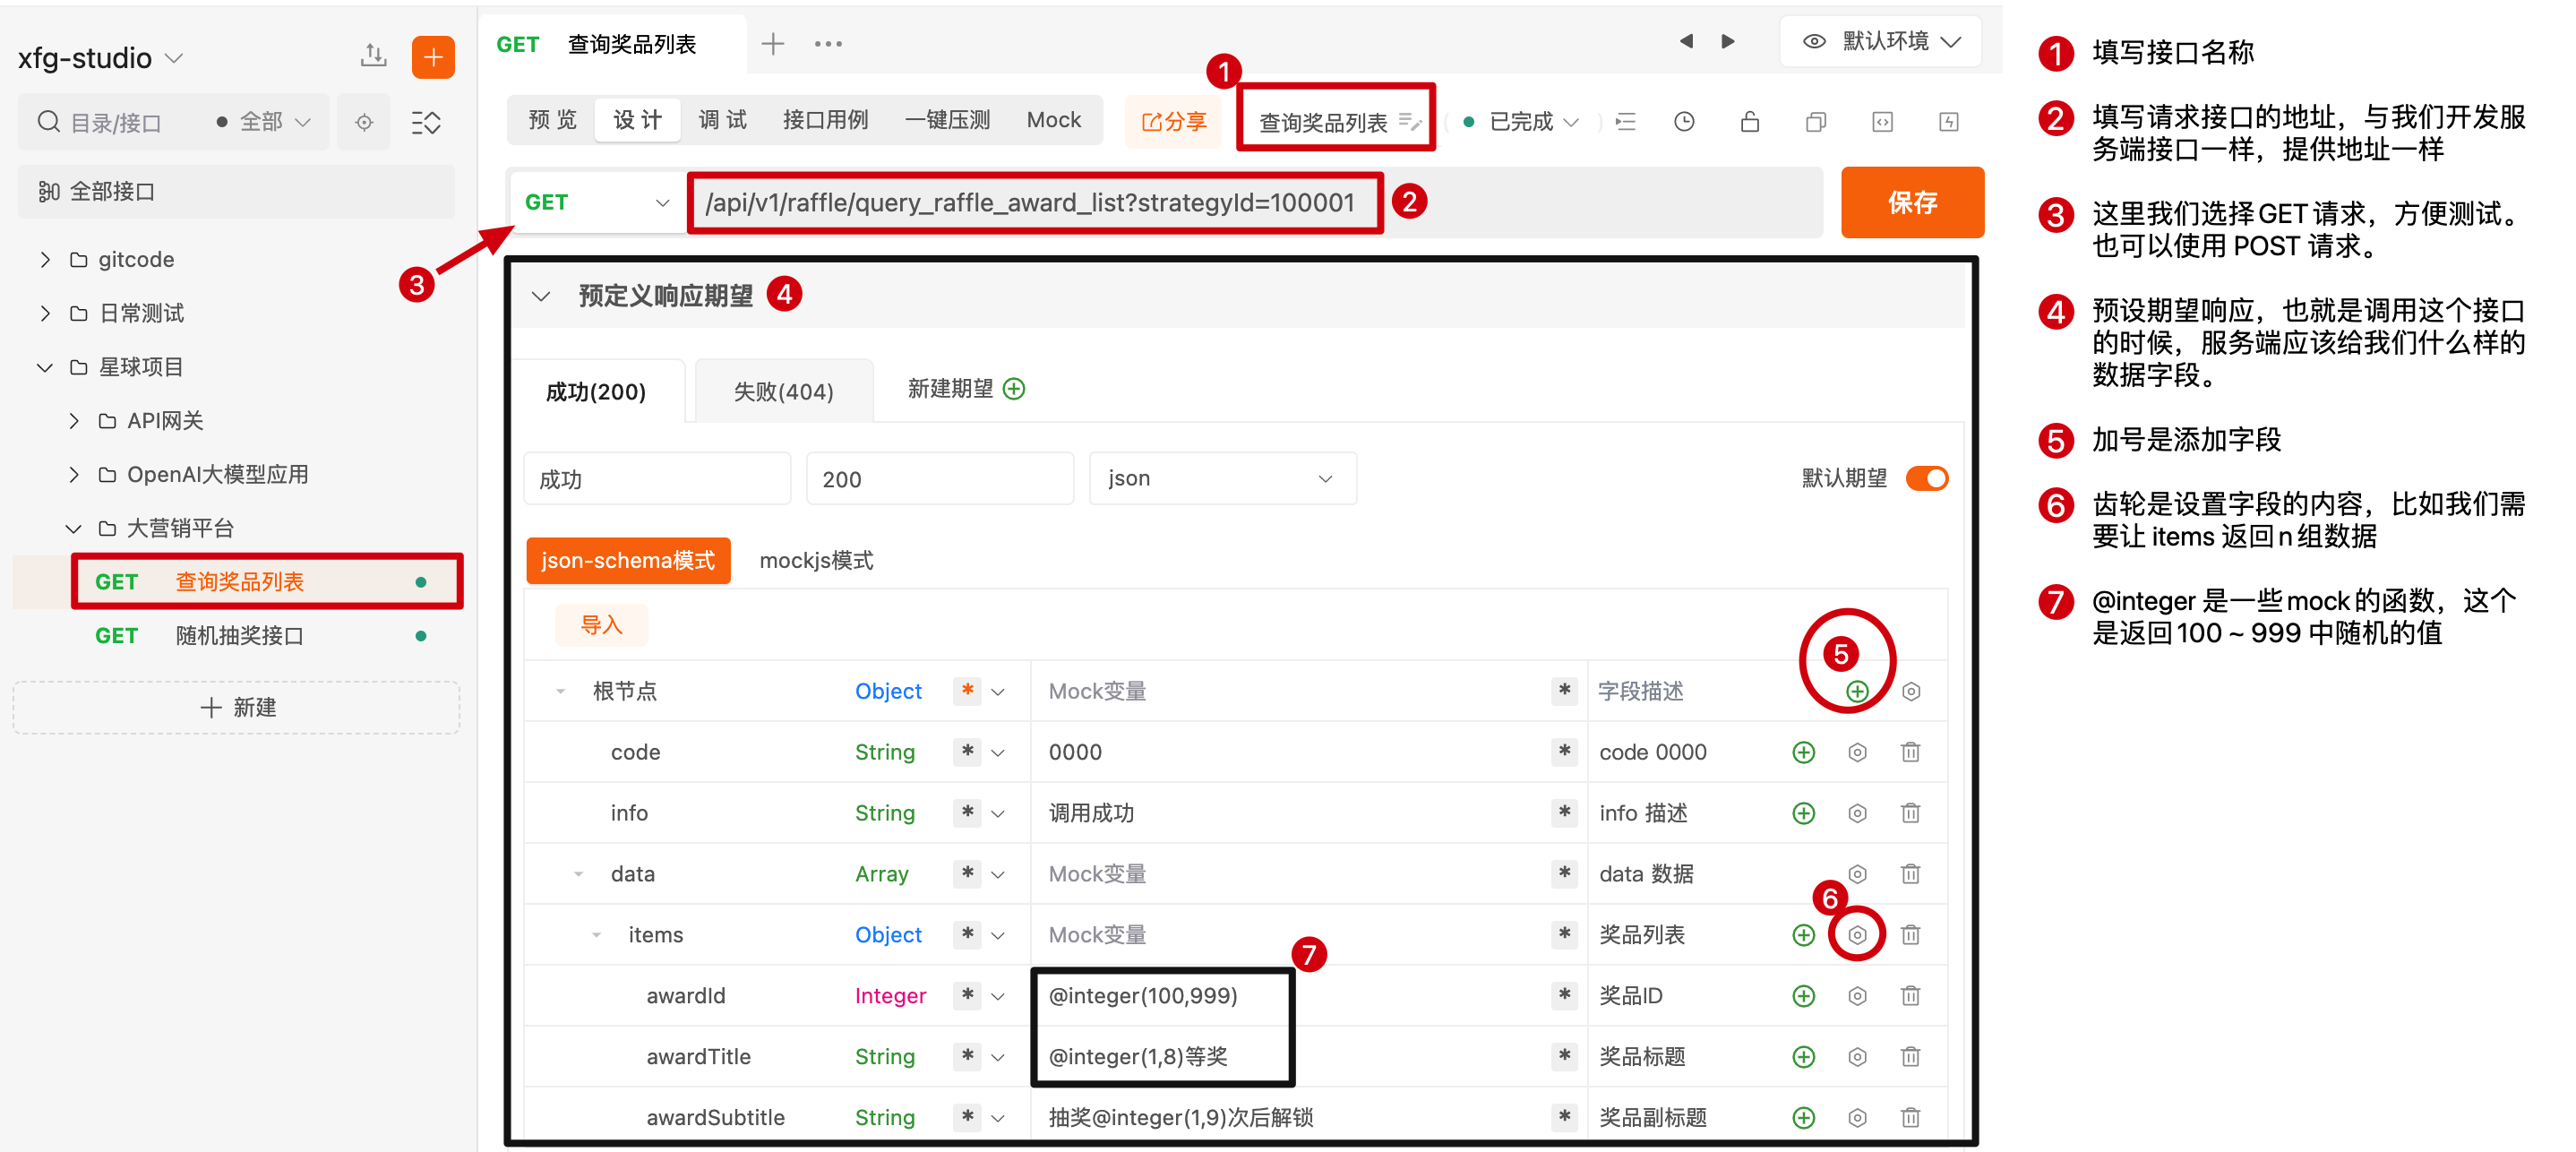 xfg-studio
目录/接口
全部
全部接口
gitcode
日常测试
星球项目
API网关
OpenAI大模型应用
大营销平台
GET 查询奖品列表
GET 随机抽奖接口
新建
GET 查询奖品列表
默认环境
预 览 设 计 调 试 接口用例 一键压测 Mock
分享
1
查询奖品列表
已完成
GET
/api/v1/raffle/query_raffle_award_list?strategyId=100001
2
保存
3
预定义响应期望 4
成功(200) 失败(404) 新建期望
成功 200 json 默认期望
json-schema模式 mockjs模式
导入
5
根节点 Object * Mock变量 * 字段描述
code String * 0000 * code 0000
info String * 调用成功 * info 描述
data Array * Mock变量 * data 数据
6
items Object * Mock变量 * 奖品列表
7
awardId Integer * @integer(100,999) * 奖品ID
awardTitle String * @integer(1,8)等奖 * 奖品标题
awardSubtitle String * 抽奖@integer(1,9)次后解锁 * 奖品副标题
1 填写接口名称
2 填写请求接口的地址，与我们开发服
务端接口一样，提供地址一样
3 这里我们选择GET请求，方便测试。
也可以使用 POST 请求。
4 预设期望响应，也就是调用这个接口
的时候，服务端应该给我们什么样的
数据字段。
5 加号是添加字段
6 齿轮是设置字段的内容，比如我们需
要让 items 返回n组数据
7 @integer 是一些mock的函数，这个
是返回100 ~ 999 中随机的值